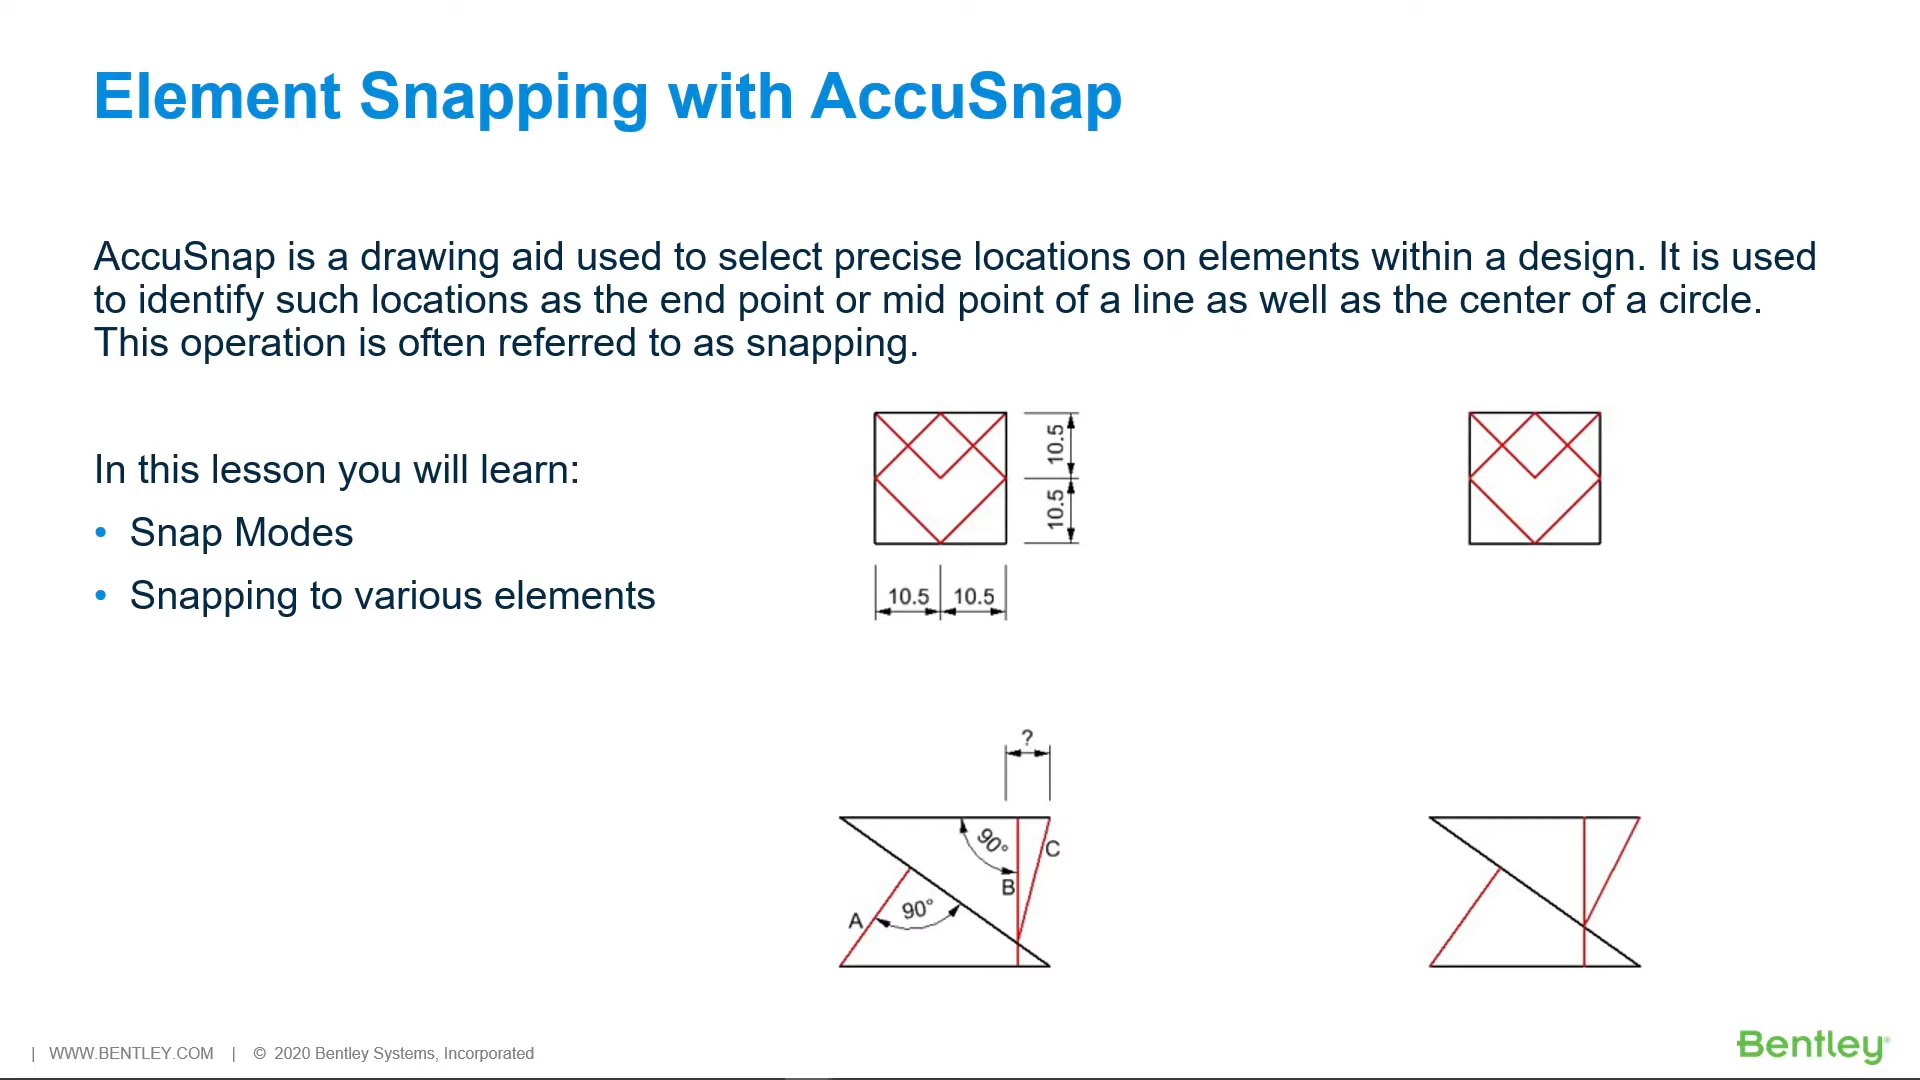 Element Snapping with AccuSnap
AccuSnap is a drawing aid used to select precise locations on elements within a design. It is used
to identify such locations as the end point or mid point of a line as well as the center of a circle.
This operation is often referred to as snapping.
In this lesson you will learn:
• Snap Modes
• Snapping to various elements
10.5
10.5
10.5 10.5
?
90°
C
B
90°
A
| WWW.BENTLEY.COM | © 2020 Bentley Systems, Incorporated
Bentley®